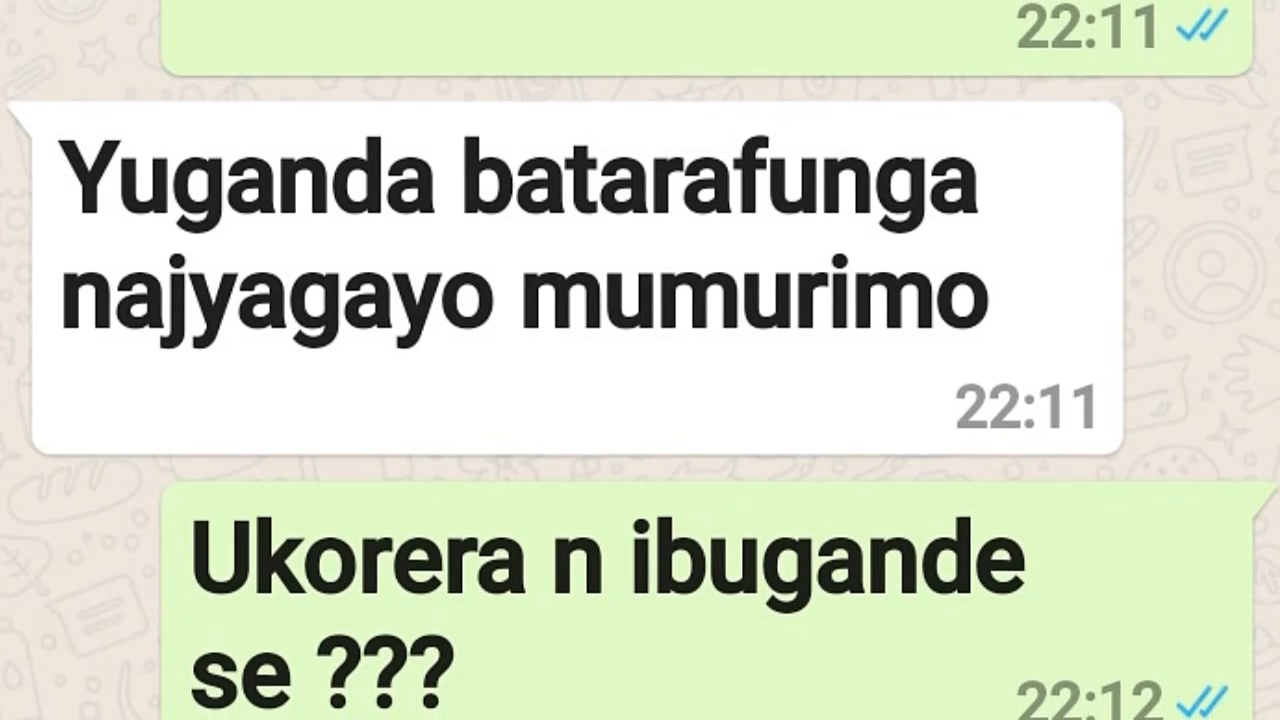 22:11
Yuganda batarafunga
najyagayo mumurimo
22:11
Ukorera n ibugande
se ???
22:12